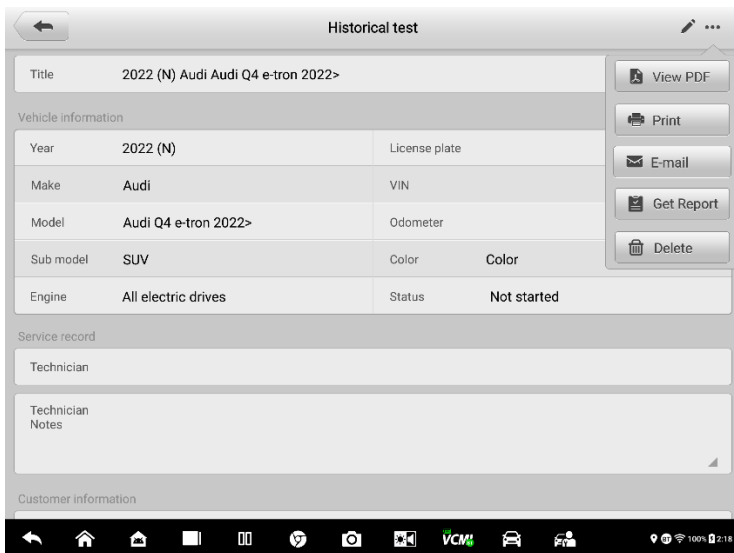 Historical test
Title 2022 (N) Audi Audi Q4 e-tron 2022>
View PDF
Vehicle information
Print
Year 2022 (N) License plate
E-mail
Make Audi VIN
Get Report
Model Audi Q4 e-tron 2022> Odometer
Delete
Sub model SUV Color Color
Engine All electric drives Status Not started
Service record
Technician
Technician
Notes
Customer information
VCMI 100% 2:18